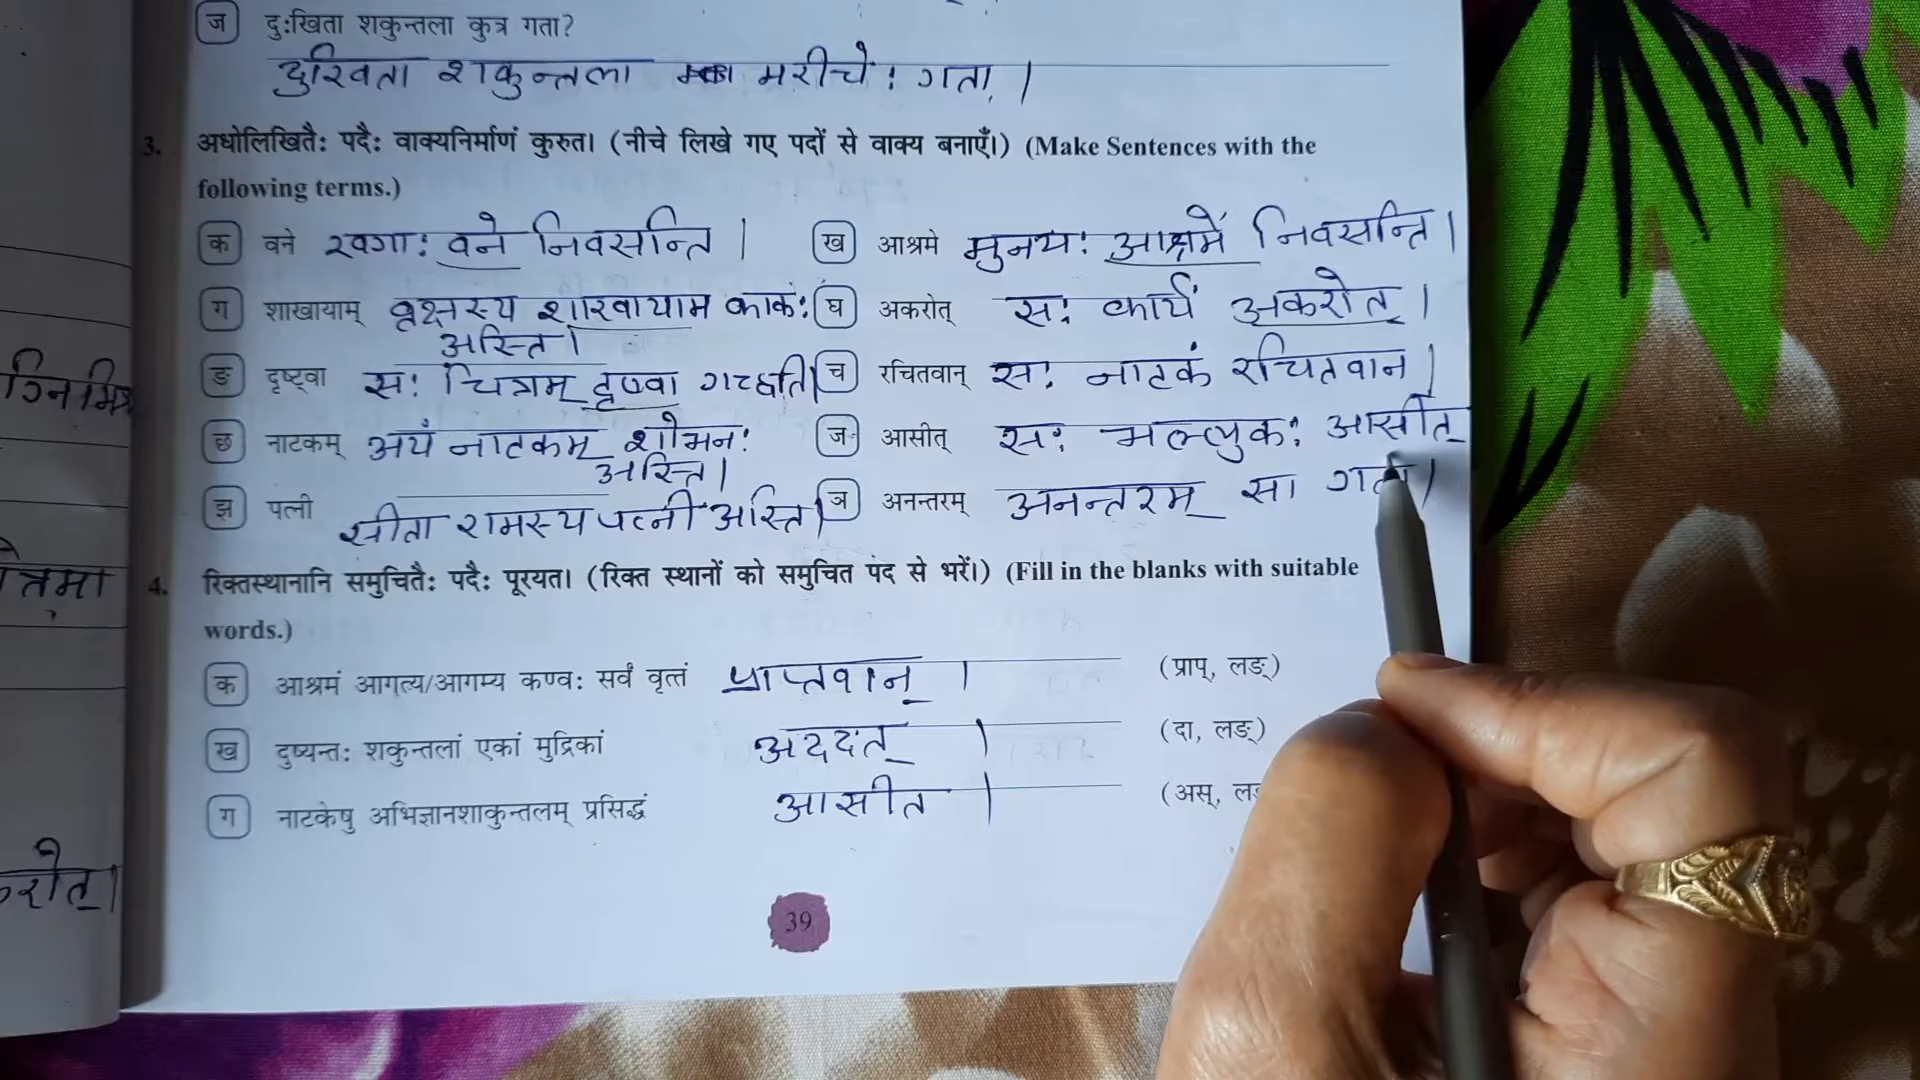 ज दुःखिता शकुन्तला कुत्र गता?
दुखिता शकुन्तला मरीचेः गता।
3. अधोलिखितैः पदैः वाक्यनिर्माणं कुरुत। (नीचे लिखे गए पदों से वाक्य बनाएँ।) (Make Sentences with the
following terms.)
क वने खगाः वने निवसन्ति। ख आश्रमे मुनयः आश्रमें निवसन्ति।
ग शाखायाम् वृक्षस्य शाखायाम काकः घ अकरोत् सः कार्यं अकरोत्।
अस्ति।
ङ दृष्ट्वा सः चित्रम् दृष्वा गच्छति। च रचितवान् सः नाटकं रचितवान।
छ नाटकम् अयं नाटकम् शोभनः ज आसीत् सः भल्लुकः आसीत्
अस्ति।
झ पत्नी सीता रामस्य पत्नी अस्ति। ञ अनन्तरम् अनन्तरम् सा गता।
4. रिक्तस्थानानि समुचितैः पदैः पूरयत। (रिक्त स्थानों को समुचित पद से भरें।) (Fill in the blanks with suitable
words.)
क आश्रमं आगत्य/आगम्य कण्वः सर्वं वृत्तं प्राप्तवान्। (प्राप्, लङ्)
ख दुष्यन्तः शकुन्तलां एकां मुद्रिकां अददत्। (दा, लङ्)
ग नाटकेषु अभिज्ञानशाकुन्तलम् प्रसिद्धं आसीत। (अस्,
39
तमा
रोत्।